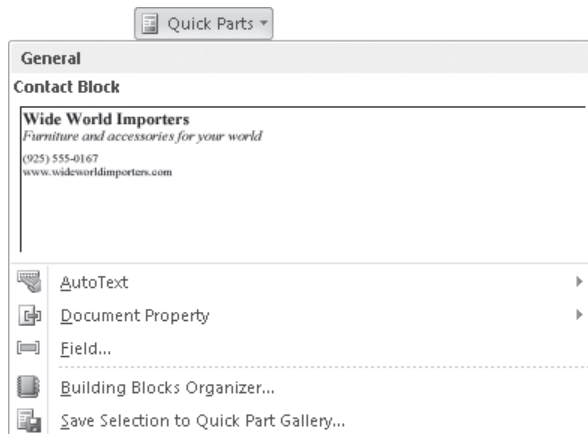 Quick Parts
General
Contact Block
Wide World Importers
Furniture and accessories for your world
(925) 555-0167
www.wideworldimporters.com
AutoText
Document Property
Field...
Building Blocks Organizer...
Save Selection to Quick Part Gallery...